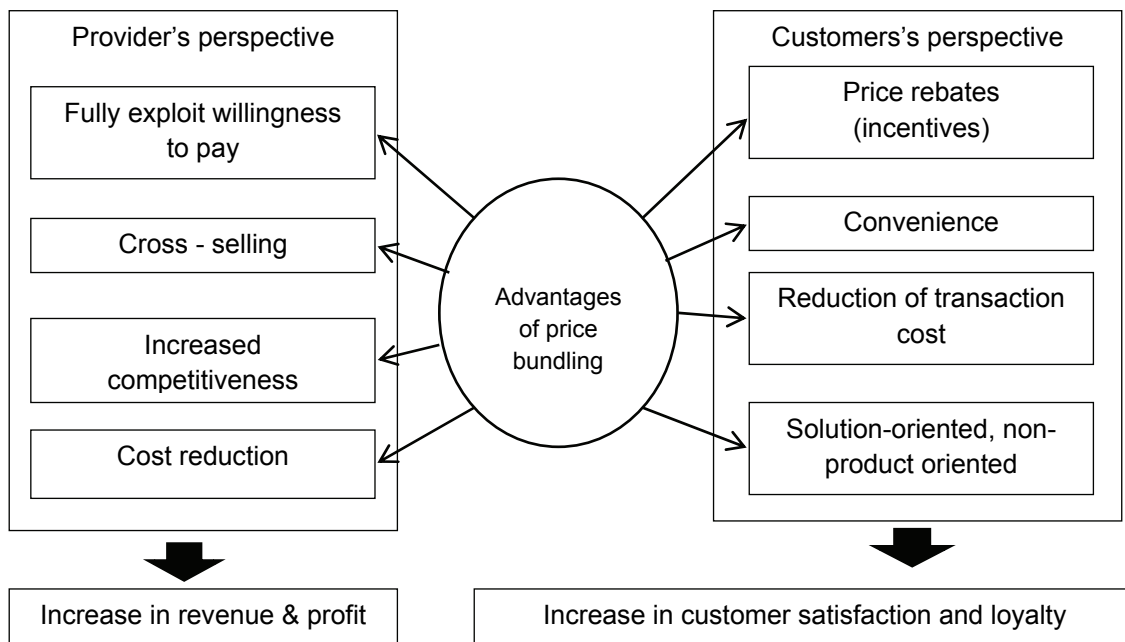 Provider’s perspective
Fully exploit willingness
to pay
Cross - selling
Increased
competitiveness
Cost reduction
Increase in revenue & profit
Advantages
of price
bundling
Customers’s perspective
Price rebates
(incentives)
Convenience
Reduction of transaction
cost
Solution-oriented, non-
product oriented
Increase in customer satisfaction and loyalty